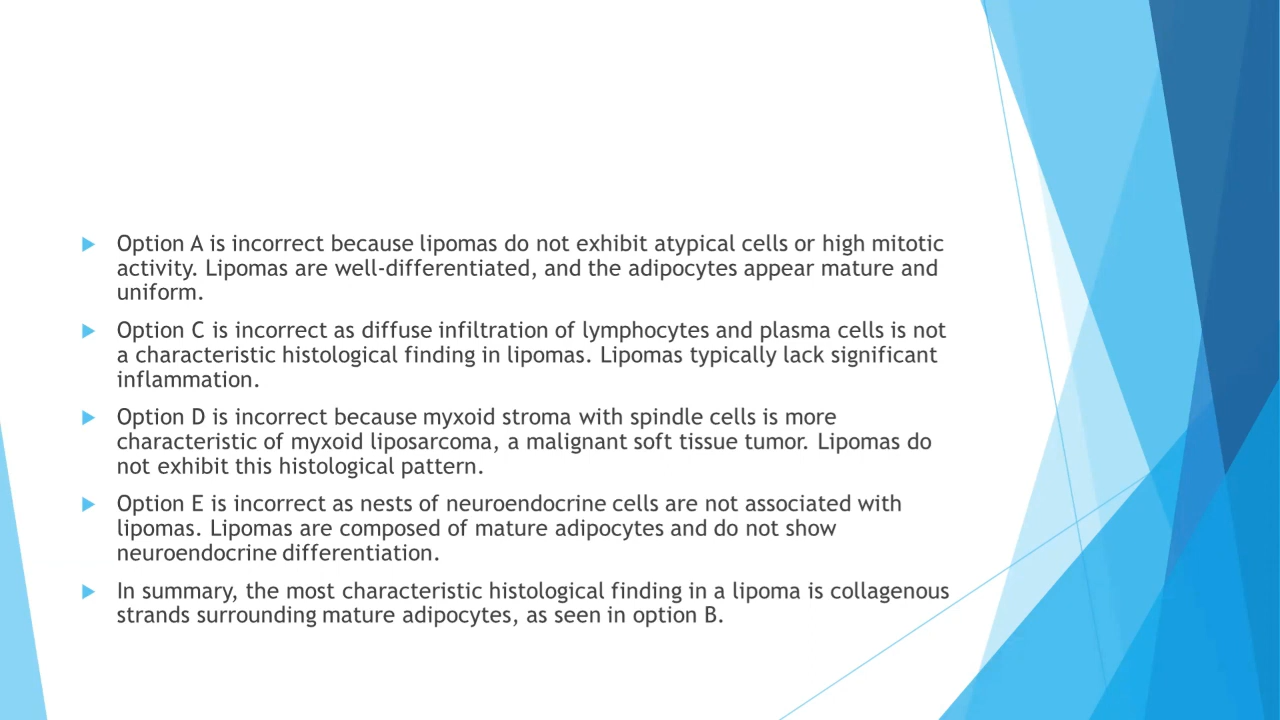 Option A is incorrect because lipomas do not exhibit atypical cells or high mitotic
activity. Lipomas are well-differentiated, and the adipocytes appear mature and
uniform.
Option C is incorrect as diffuse infiltration of lymphocytes and plasma cells is not
a characteristic histological finding in lipomas. Lipomas typically lack significant
inflammation.
Option D is incorrect because myxoid stroma with spindle cells is more
characteristic of myxoid liposarcoma, a malignant soft tissue tumor. Lipomas do
not exhibit this histological pattern.
Option E is incorrect as nests of neuroendocrine cells are not associated with
lipomas. Lipomas are composed of mature adipocytes and do not show
neuroendocrine differentiation.
In summary, the most characteristic histological finding in a lipoma is collagenous
strands surrounding mature adipocytes, as seen in option B.